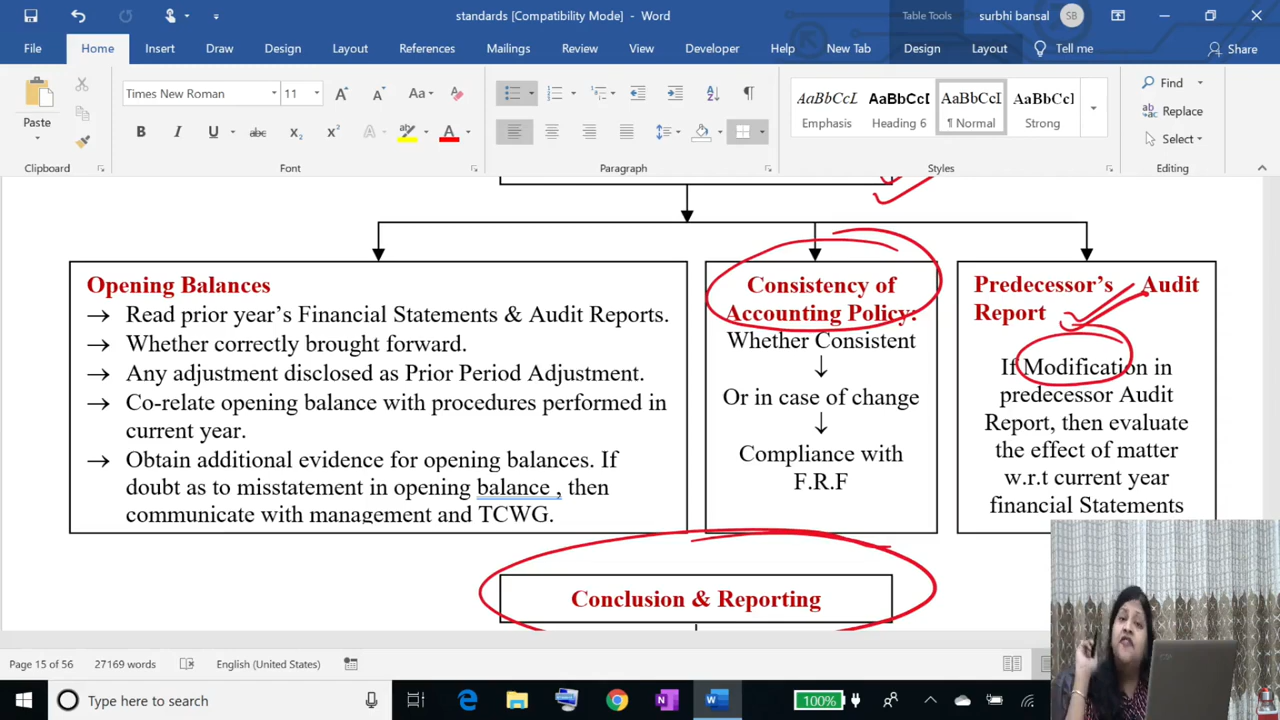 standards [Compatibility Mode] - Word
Table Tools
surbhi bansal
SB
File
Home
Insert
Draw
Design
Layout
References
Mailings
Review
View
Developer
Help
New Tab
Design
Layout
Tell me
Share
Paste
Clipboard
Times New Roman
11
Font
Paragraph
AaBbCcI
AaBbCcI
AaBbCcI
AaBbCcI
Emphasis
Heading 6
¶ Normal
Strong
Styles
Find
Replace
Select
Editing
Opening Balances
→ Read prior year’s Financial Statements & Audit Reports.
→ Whether correctly brought forward.
→ Any adjustment disclosed as Prior Period Adjustment.
→ Co-relate opening balance with procedures performed in
current year.
→ Obtain additional evidence for opening balances. If
doubt as to misstatement in opening balance , then
communicate with management and TCWG.
Consistency of
Accounting Policy:
Whether Consistent
↓
Or in case of change
↓
Compliance with
F.R.F
Predecessor’s Audit
Report
If Modification in
predecessor Audit
Report, then evaluate
the effect of matter
w.r.t current year
financial Statements
Conclusion & Reporting
Page 15 of 56
27169 words
English (United States)
Type here to search
100%